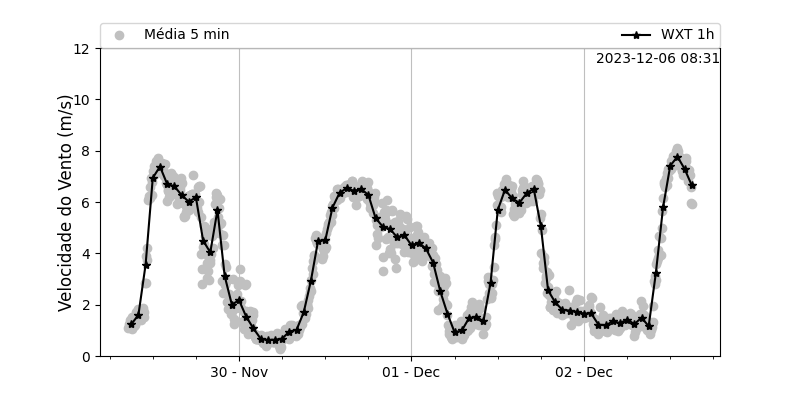 Média 5 min
WXT 1h
2023-12-06 08:31
Velocidade do Vento (m/s)
12
10
8
6
4
2
0
30 - Nov
01 - Dec
02 - Dec